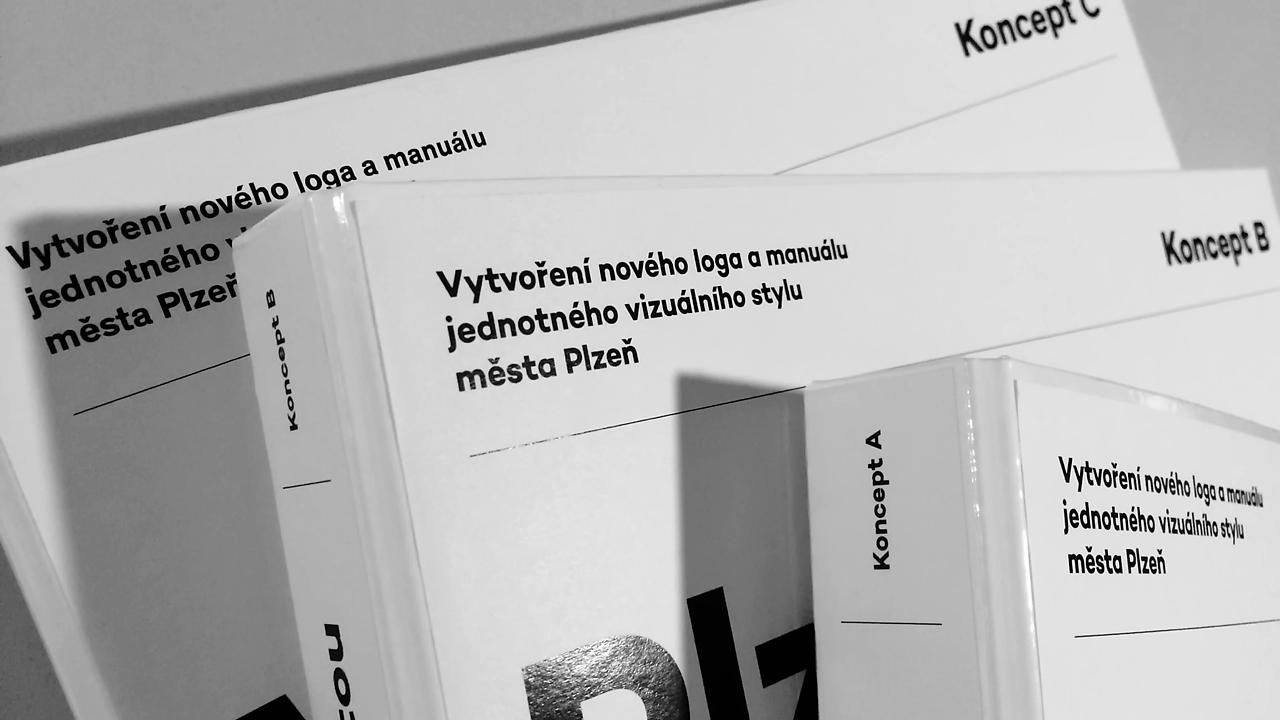 Koncept C
Vytvoření nového loga a manuálu
jednotného
města Plzeň
Koncept B
Vytvoření nového loga a manuálu
jednotného vizuálního stylu
města Plzeň
Koncept B
Koncept A
Vytvoření nového loga a manuálu
jednotného vizuálního stylu
města Plzeň
Plz